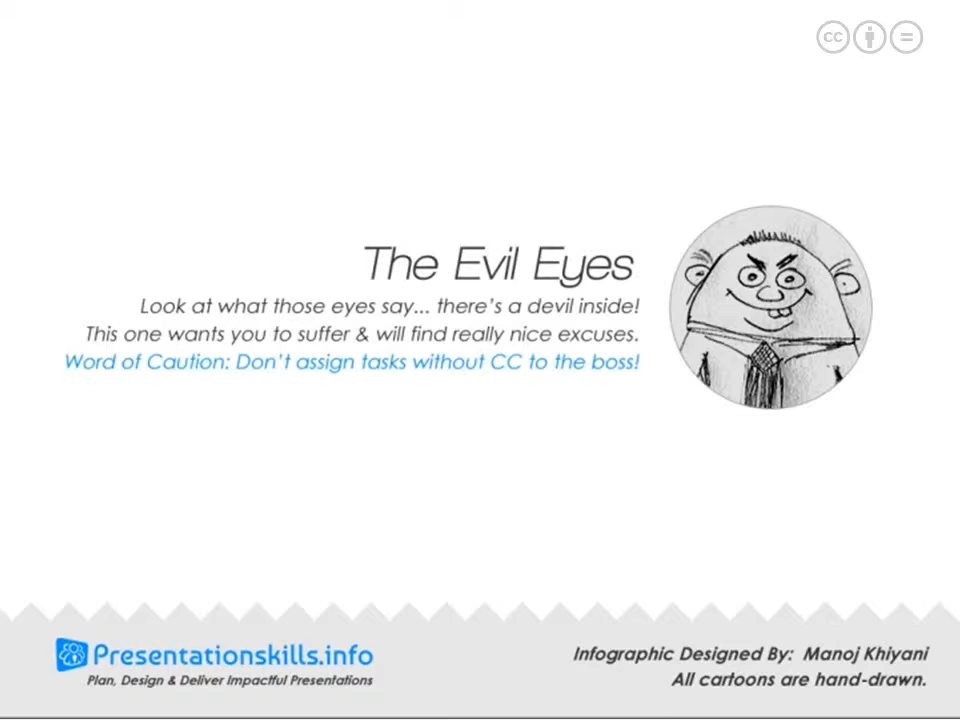 CC
The Evil Eyes
Look at what those eyes say... there's a devil inside!
This one wants you to suffer & will find really nice excuses.
Word of Caution: Don't assign tasks without CC to the boss!
Presentationskills.info
Plan, Design & Deliver Impactful Presentations
Infographic Designed By: Manoj Khiyani
All cartoons are hand-drawn.